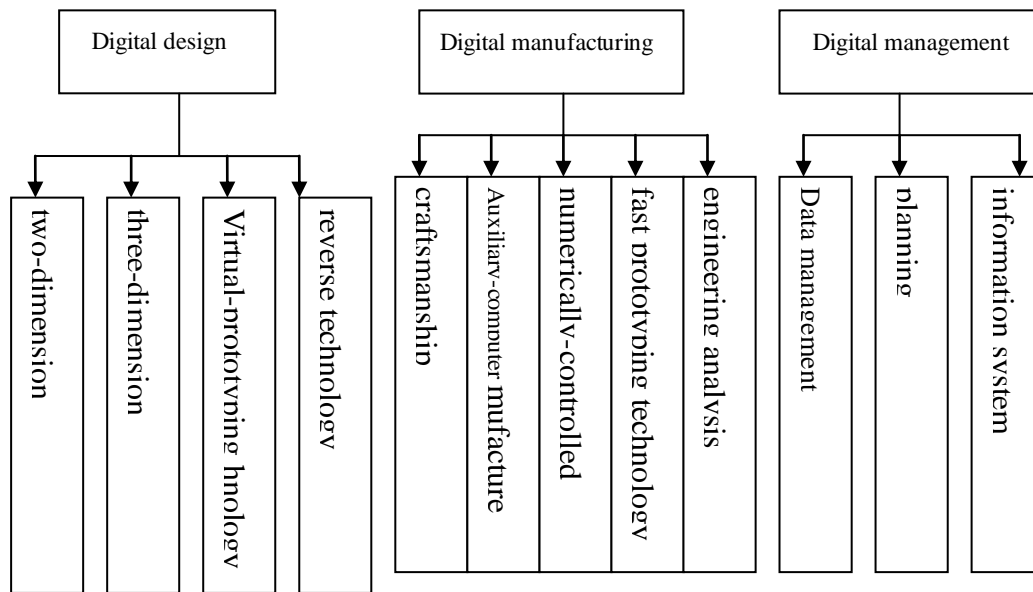 Digital design
Digital manufacturing
Digital management
two-dimension
three-dimension
Virtual-prototyping hnology
reverse technology
craftsmanship
Auxiliary-computer mufacture
numerically-controlled
fast prototyping technology
engineering analysis
Data management
planning
information system